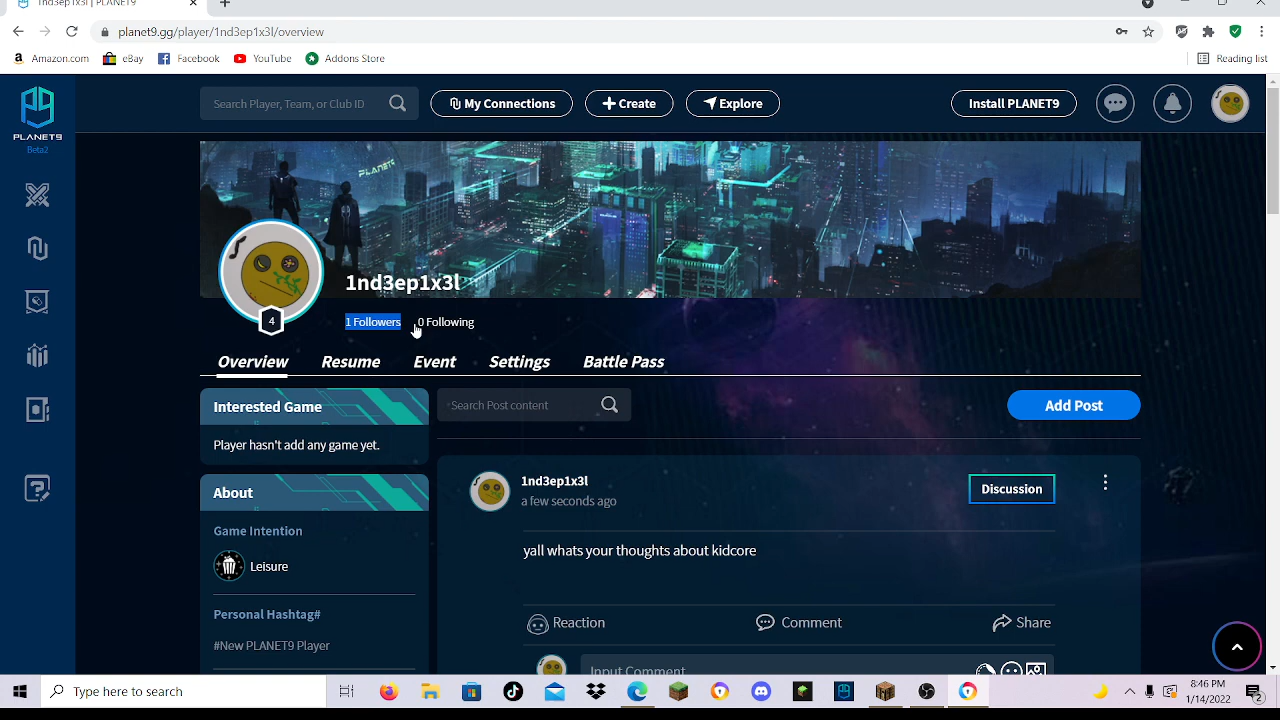 1nd3ep1x3l | PLANET9
planet9.gg/player/1nd3ep1x3l/overview
Amazon.com
eBay
Facebook
YouTube
Addons Store
Reading list
PLANET9
Beta2
Search Player, Team, or Club ID
My Connections
Create
Explore
Install PLANET9
PLANET9
1nd3ep1x3l
4
1 Followers
0 Following
Overview
Resume
Event
Settings
Battle Pass
Interested Game
Search Post content
Add Post
Player hasn't add any game yet.
About
1nd3ep1x3l
a few seconds ago
Discussion
Game Intention
Leisure
yall whats your thoughts about kidcore
Personal Hashtag#
#New PLANET9 Player
Reaction
Comment
Share
Input Comment
Type here to search
8:46 PM
1/14/2022
2